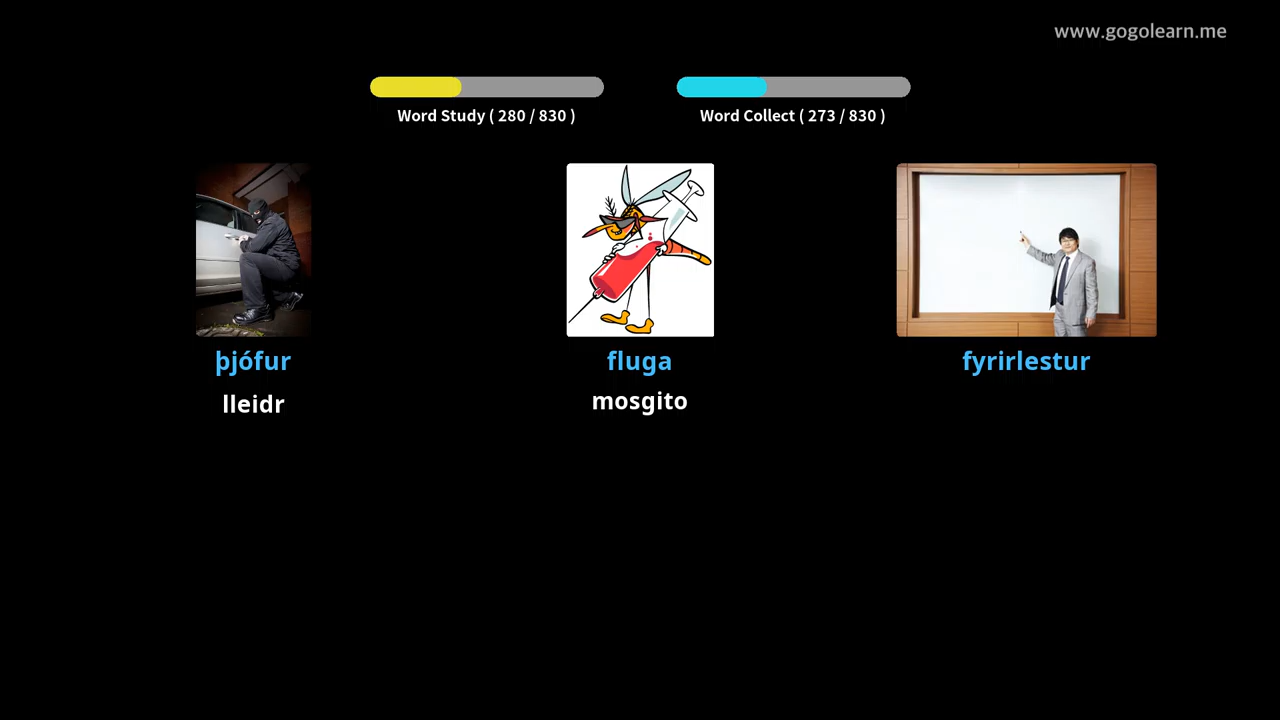 www.gogolearn.me
Word Study ( 280 / 830 )
Word Collect ( 273 / 830 )
þjófur
fluga
fyrirlestur
lleidr
mosgito